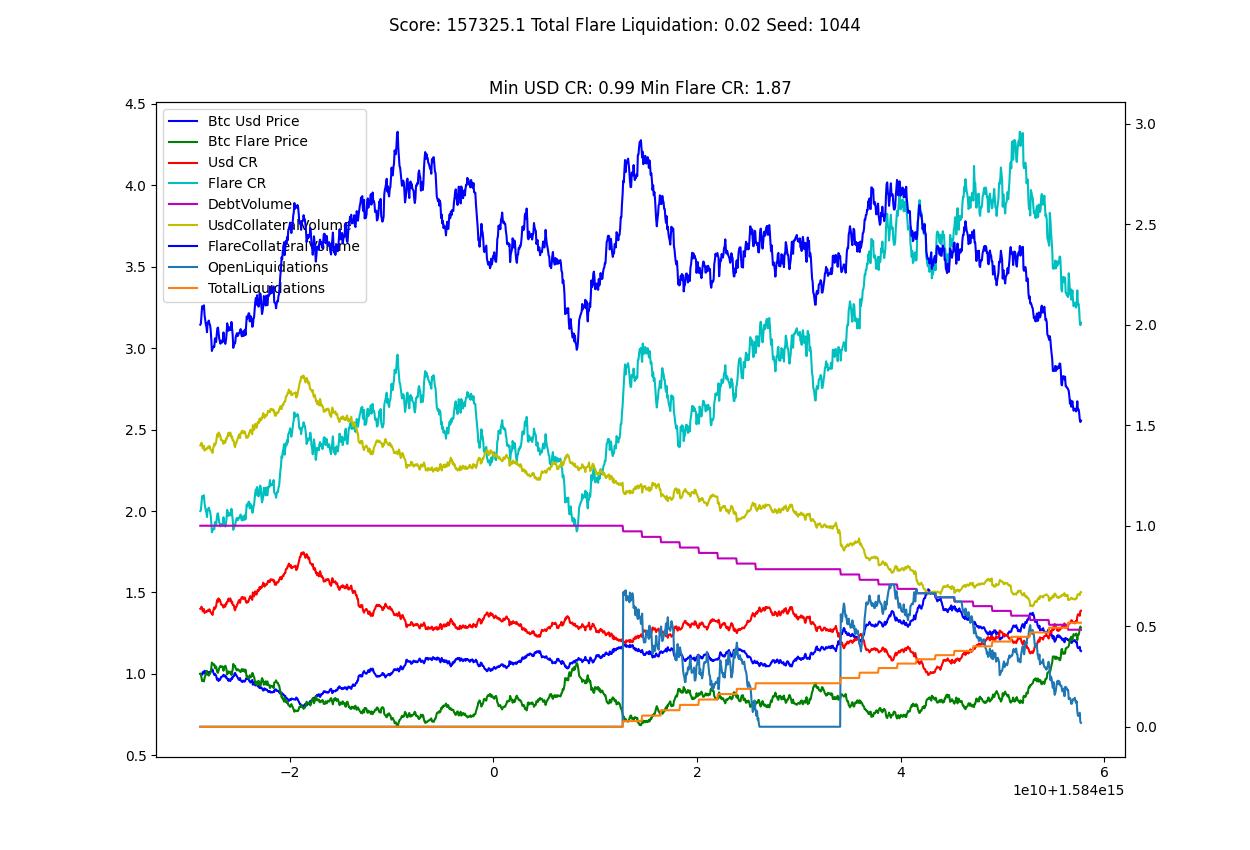 Score: 157325.1 Total Flare Liquidation: 0.02 Seed: 1044
Min USD CR: 0.99 Min Flare CR: 1.87
4.5
4.0
3.5
3.0
2.5
2.0
1.5
1.0
0.5
Btc Usd Price
Btc Flare Price
Usd CR
Flare CR
DebtVolume
UsdCollateralVolume
FlareCollateralVolume
OpenLiquidations
TotalLiquidations
3.0
2.5
2.0
1.5
1.0
0.5
0.0
−2 0 2 4 6
1e10+1.584e15